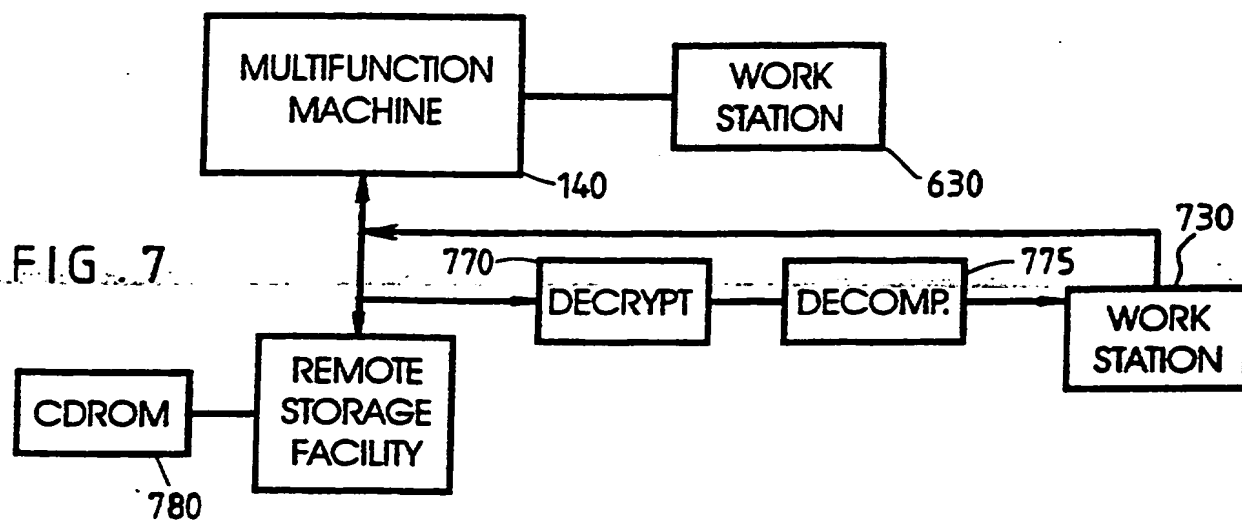 MULTIFUNCTION
MACHINE
140
WORK
STATION
630
FIG. 7
770
DECRYPT
775
DECOMP.
730
WORK
STATION
REMOTE
STORAGE
FACILITY
CDROM
780